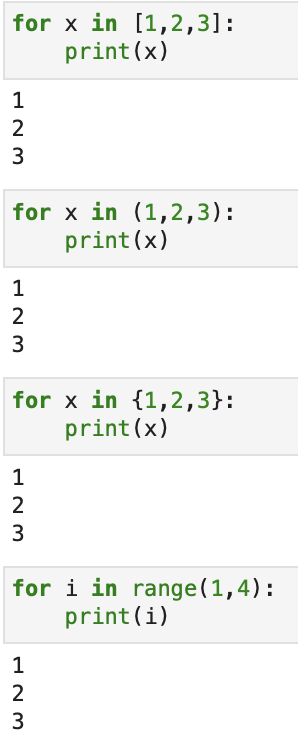 for x in [1,2,3]:
    print(x)
1
2
3
for x in (1,2,3):
    print(x)
1
2
3
for x in {1,2,3}:
    print(x)
1
2
3
for i in range(1,4):
    print(i)
1
2
3